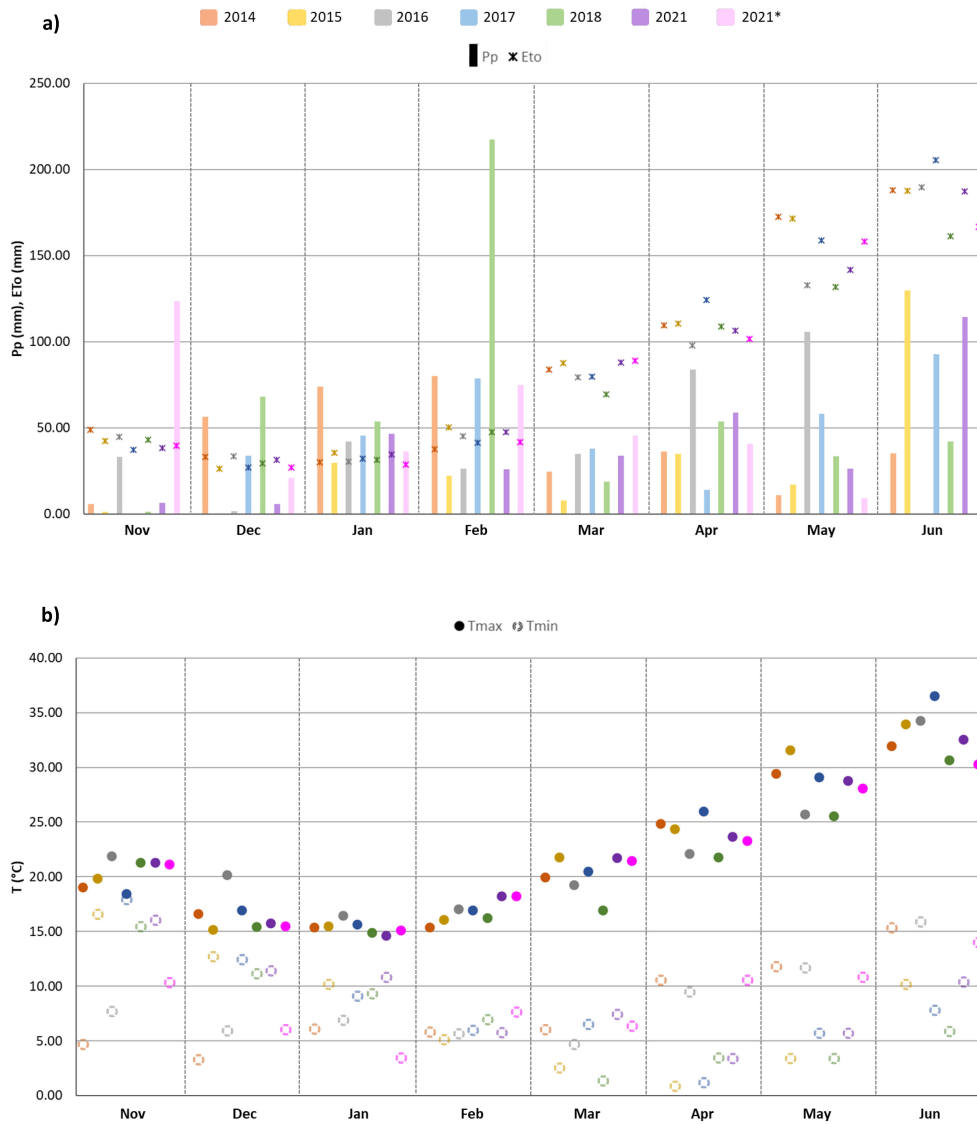 a)
2014 2015 2016 2017 2018 2021 2021*
Pp Eto
250.00
200.00
150.00
100.00
50.00
0.00
Pp (mm), ETo (mm)
Nov Dec Jan Feb Mar Apr May Jun
b)
Tmax Tmin
40.00
35.00
30.00
25.00
20.00
15.00
10.00
5.00
0.00
T (°C)
Nov Dec Jan Feb Mar Apr May Jun